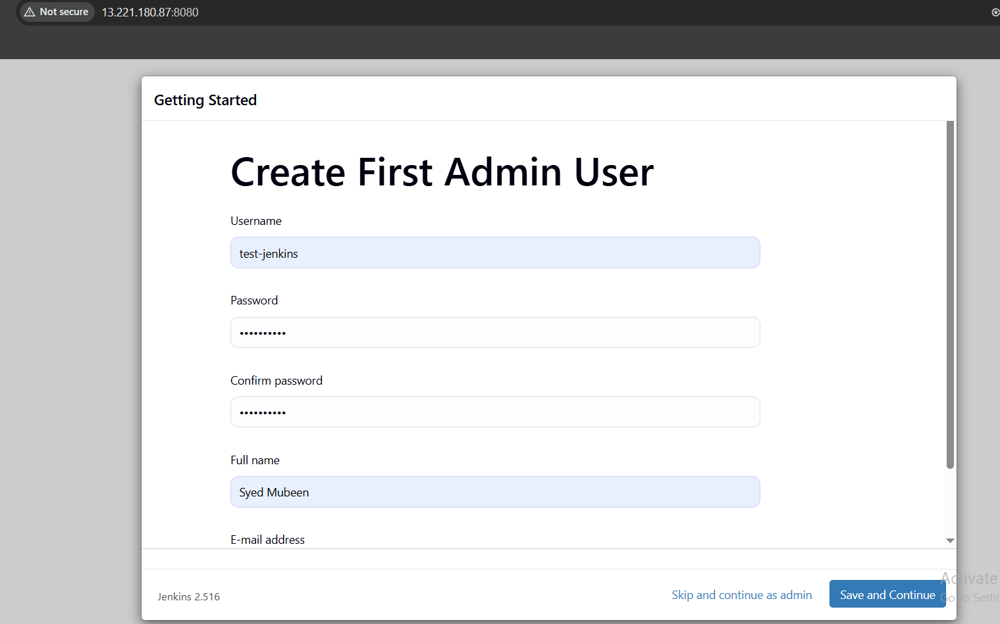 Not secure 13.221.180.87:8080
Getting Started
Create First Admin User
Username
test-jenkins
Password
••••••••••
Confirm password
••••••••••
Full name
Syed Mubeen
E-mail address
Jenkins 2.516
Skip and continue as admin
Save and Continue
Activate
Go to